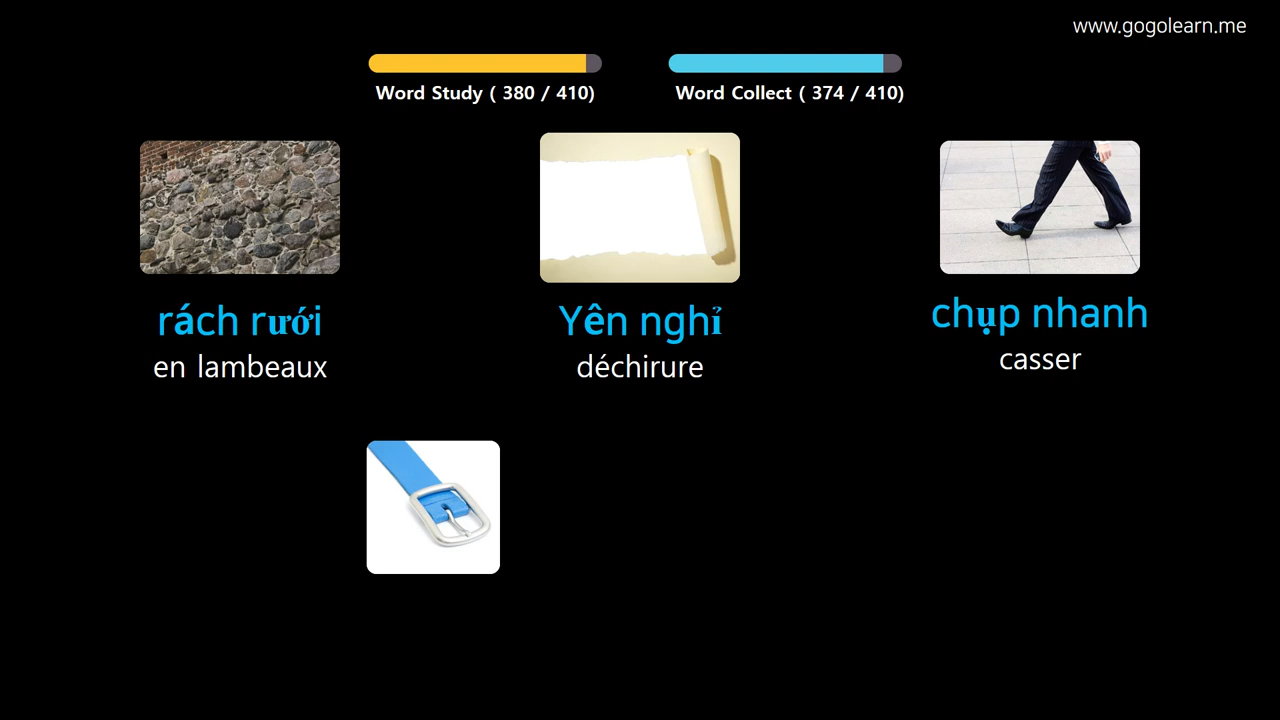 www.gogolearn.me
Word Study ( 380 / 410)
Word Collect ( 374 / 410)
rách rưới
en lambeaux
Yên nghỉ
déchirure
chụp nhanh
casser